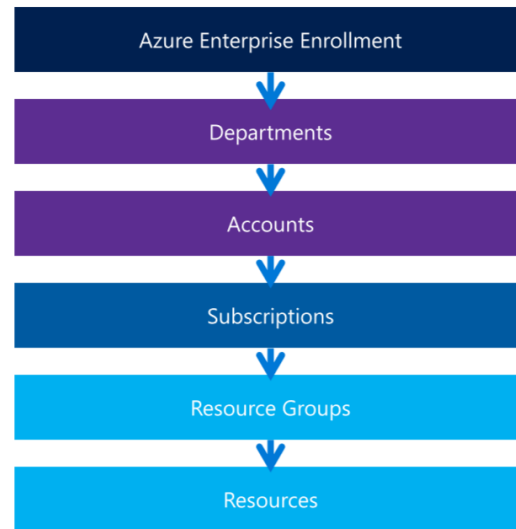 Azure Enterprise Enrollment
Departments
Accounts
Subscriptions
Resource Groups
Resources